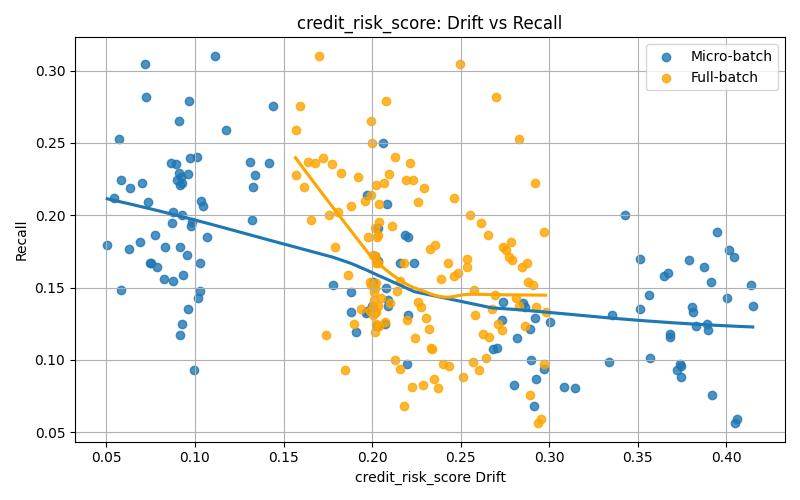 credit_risk_score: Drift vs Recall
Micro-batch
Full-batch
Recall
0.30
0.25
0.20
0.15
0.10
0.05
0.05 0.10 0.15 0.20 0.25 0.30 0.35 0.40
credit_risk_score Drift